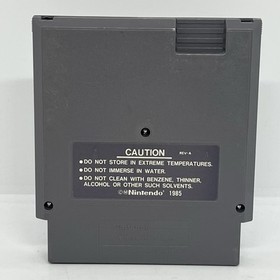 CAUTION
REV-A
• DO NOT STORE IN EXTREME TEMPERATURES.
• DO NOT IMMERSE IN WATER.
• DO NOT CLEAN WITH BENZENE, THINNER,
ALCOHOL OR OTHER SUCH SOLVENTS.
Nintendo 1985